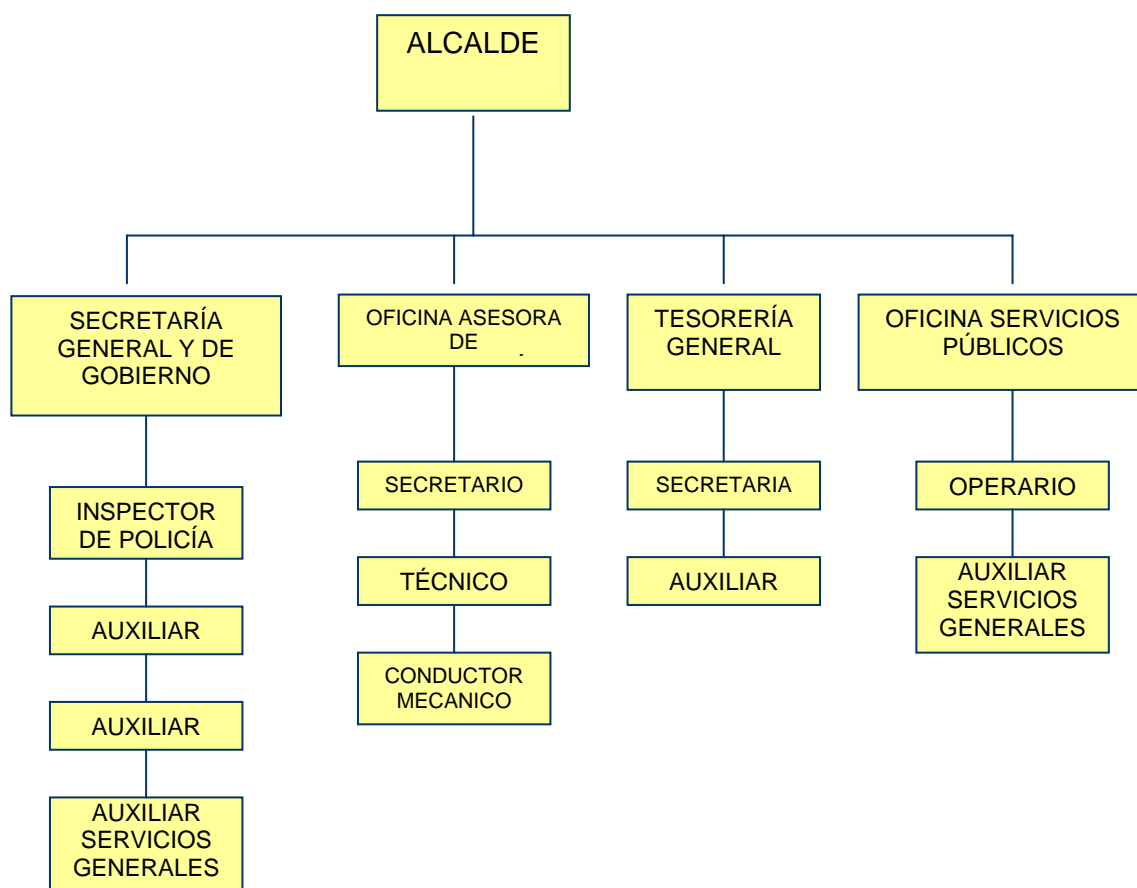 ALCALDE
SECRETARÍA
GENERAL Y DE
GOBIERNO
OFICINA ASESORA
DE
TESORERÍA
GENERAL
OFICINA SERVICIOS
PÚBLICOS
INSPECTOR
DE POLICÍA
AUXILIAR
AUXILIAR
AUXILIAR
SERVICIOS
GENERALES
SECRETARIO
TÉCNICO
CONDUCTOR
MECANICO
SECRETARIA
AUXILIAR
OPERARIO
AUXILIAR
SERVICIOS
GENERALES